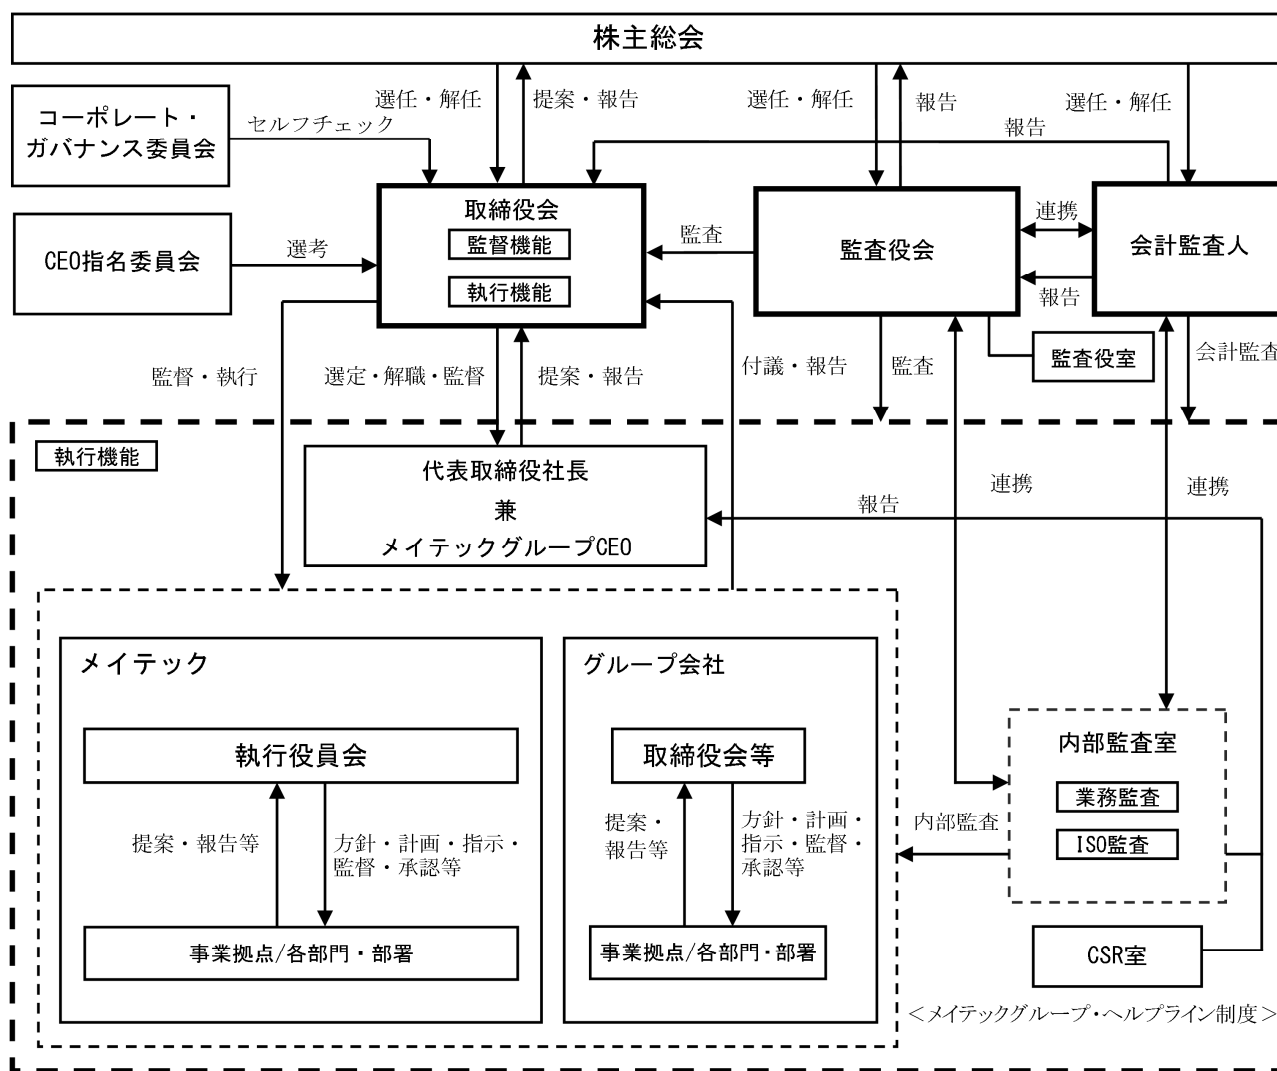 株主総会
選任・解任
提案・報告
選任・解任
報告
選任・解任
コーポレート・
ガバナンス委員会
セルフチェック
報告
取締役会
監督機能
執行機能
監査
監査役会
連携
報告
会計監査人
CEO指名委員会
選考
監督・執行
選定・解職・監督
提案・報告
付議・報告
監査
監査役室
会計監査
執行機能
代表取締役社長
兼
メイテックグループCEO
報告
連携
連携
メイテック
執行役員会
提案・報告等
方針・計画・指示・
監督・承認等
事業拠点/各部門・部署
グループ会社
取締役会等
提案・
報告等
方針・計画・
指示・監督・
承認等
事業拠点/各部門・部署
内部監査
内部監査室
業務監査
ISO監査
CSR室
＜メイテックグループ・ヘルプライン制度＞